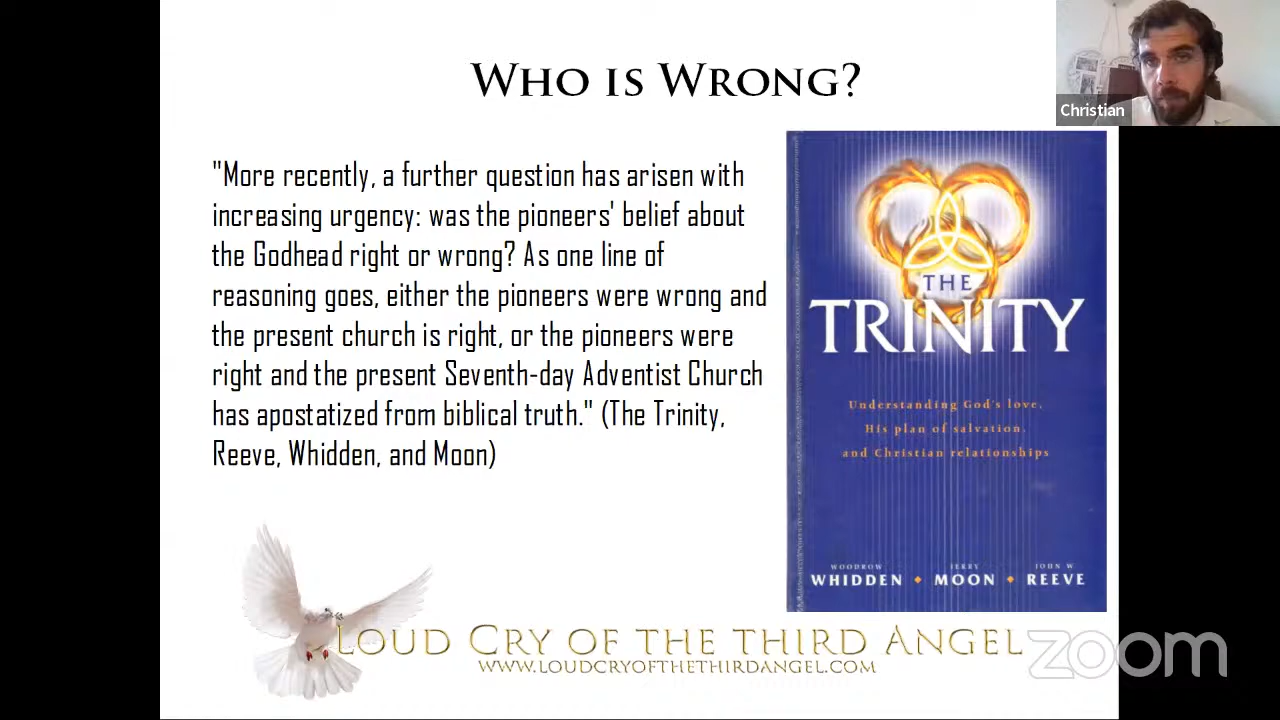 WHO IS WRONG?
Christian
"More recently, a further question has arisen with
increasing urgency: was the pioneers' belief about
the Godhead right or wrong? As one line of
reasoning goes, either the pioneers were wrong and
the present church is right, or the pioneers were
right and the present Seventh-day Adventist Church
has apostatized from biblical truth." (The Trinity,
Reeve, Whidden, and Moon)
THE
TRINITY
Understanding God's love,
His plan of salvation,
and Christian relationships
WOODROW JERRY JOHN W
WHIDDEN MOON REEVE
LOUD CRY OF THE THIRD ANGEL
WWW.LOUDCRYOFTHETHIRDANGEL.COM
zoom